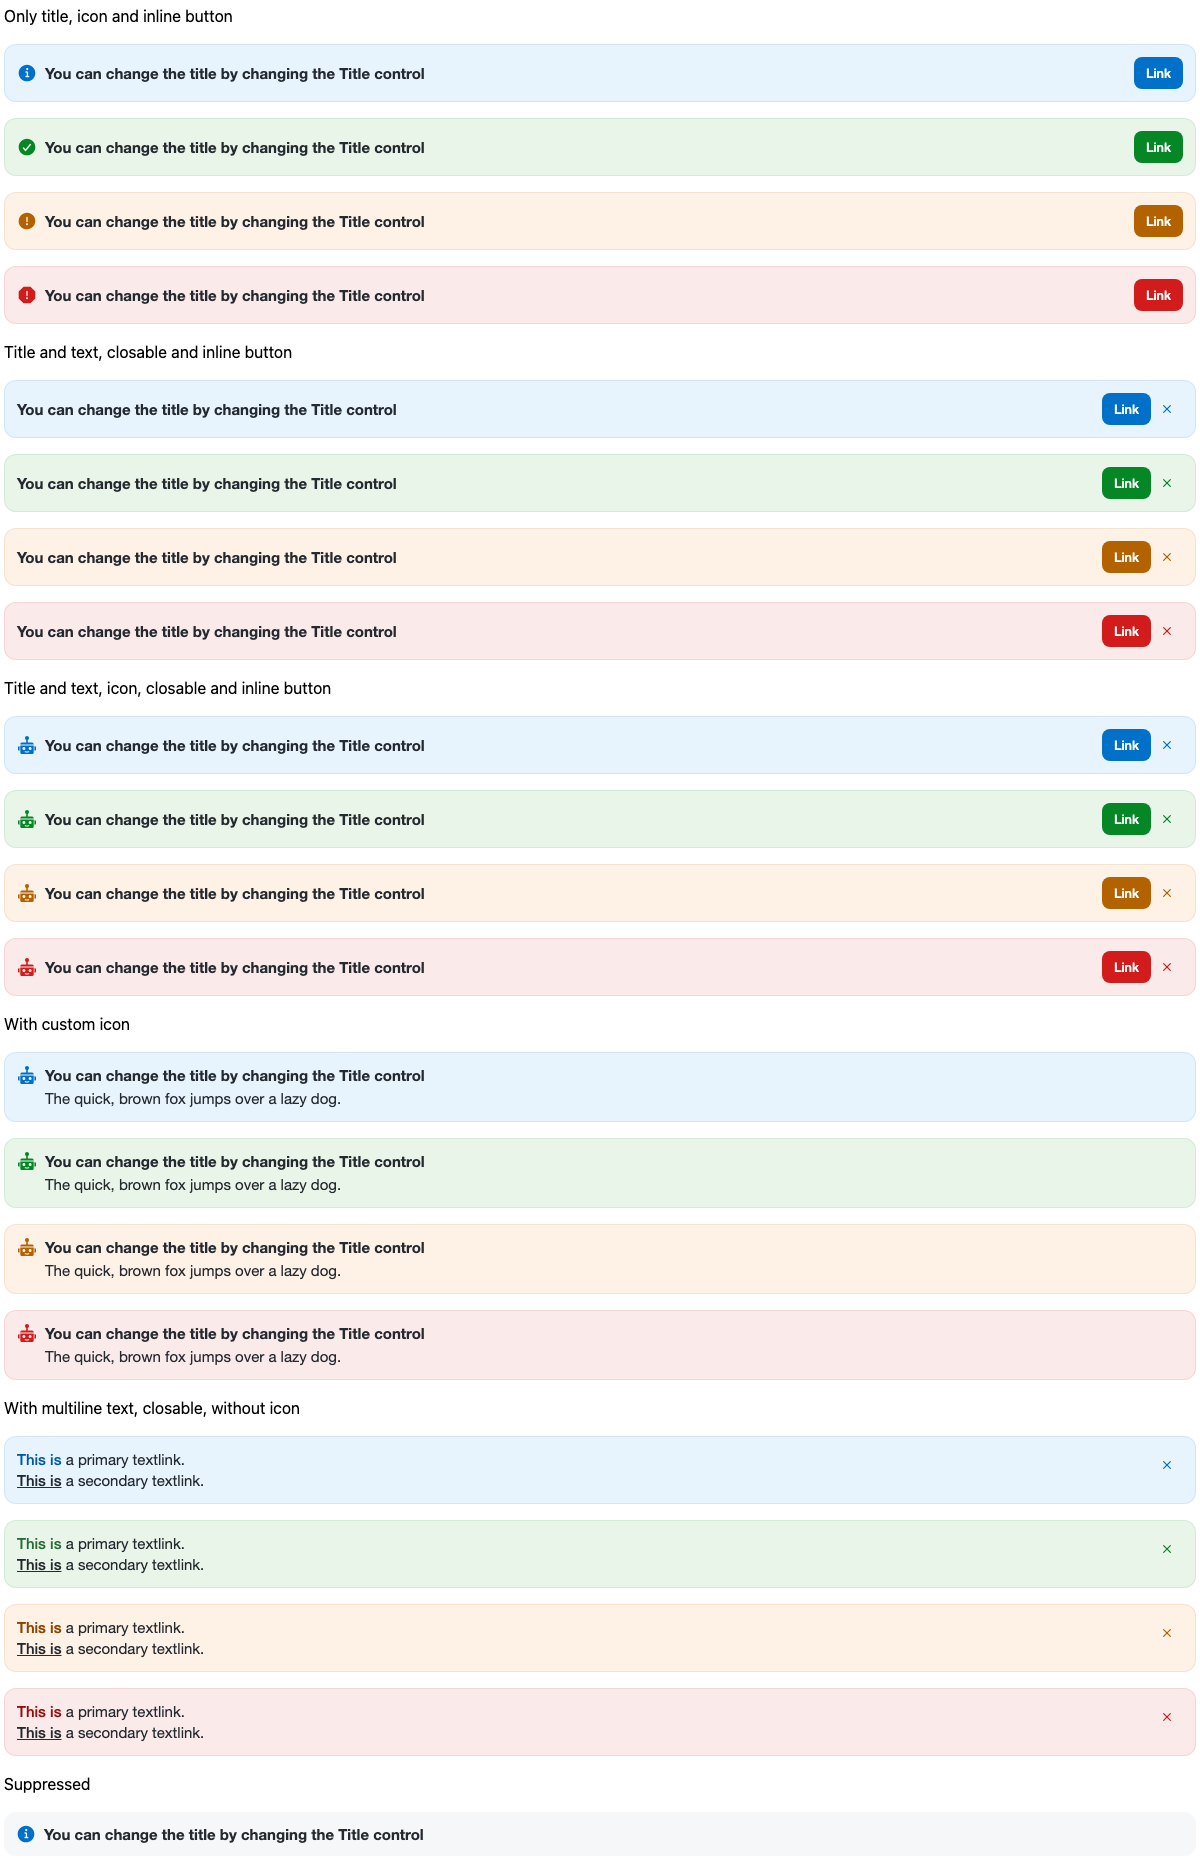 Only title, icon and inline button
You can change the title by changing the Title control Link
You can change the title by changing the Title control Link
You can change the title by changing the Title control Link
You can change the title by changing the Title control Link
Title and text, closable and inline button
You can change the title by changing the Title control Link
You can change the title by changing the Title control Link
You can change the title by changing the Title control Link
You can change the title by changing the Title control Link
Title and text, icon, closable and inline button
You can change the title by changing the Title control Link
You can change the title by changing the Title control Link
You can change the title by changing the Title control Link
You can change the title by changing the Title control Link
With custom icon
You can change the title by changing the Title control
The quick, brown fox jumps over a lazy dog.
You can change the title by changing the Title control
The quick, brown fox jumps over a lazy dog.
You can change the title by changing the Title control
The quick, brown fox jumps over a lazy dog.
You can change the title by changing the Title control
The quick, brown fox jumps over a lazy dog.
With multiline text, closable, without icon
This is a primary textlink.
This is a secondary textlink.
This is a primary textlink.
This is a secondary textlink.
This is a primary textlink.
This is a secondary textlink.
This is a primary textlink.
This is a secondary textlink.
Suppressed
You can change the title by changing the Title control